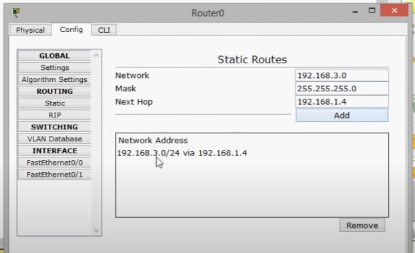 Router0
Physical Config CLI
GLOBAL
Settings
Algorithm Settings
ROUTING
Static
RIP
SWITCHING
VLAN Database
INTERFACE
FastEthernet0/0
FastEthernet0/1
Static Routes
Network 192.168.3.0
Mask 255.255.255.0
Next Hop 192.168.1.4
Add
Network Address
192.168.3.0/24 via 192.168.1.4
Remove